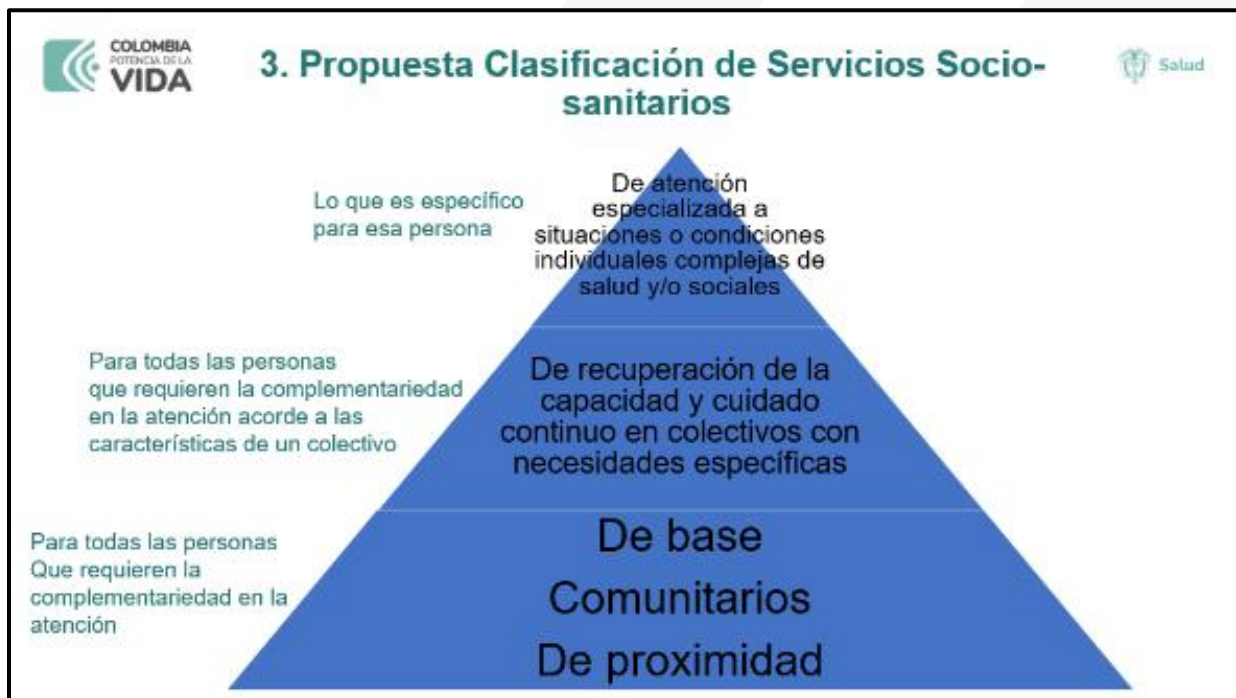 COLOMBIA
POTENCIA DE LA
VIDA
3. Propuesta Clasificación de Servicios Socio-
sanitarios
Salud
Lo que es específico
para esa persona
De atención
especializada a
situaciones o condiciones
individuales complejas de
salud y/o sociales
Para todas las personas
que requieren la complementariedad
en la atención acorde a las
características de un colectivo
De recuperación de la
capacidad y cuidado
continuo en colectivos con
necesidades específicas
Para todas las personas
Que requieren la
complementariedad en la
atención
De base
Comunitarios
De proximidad